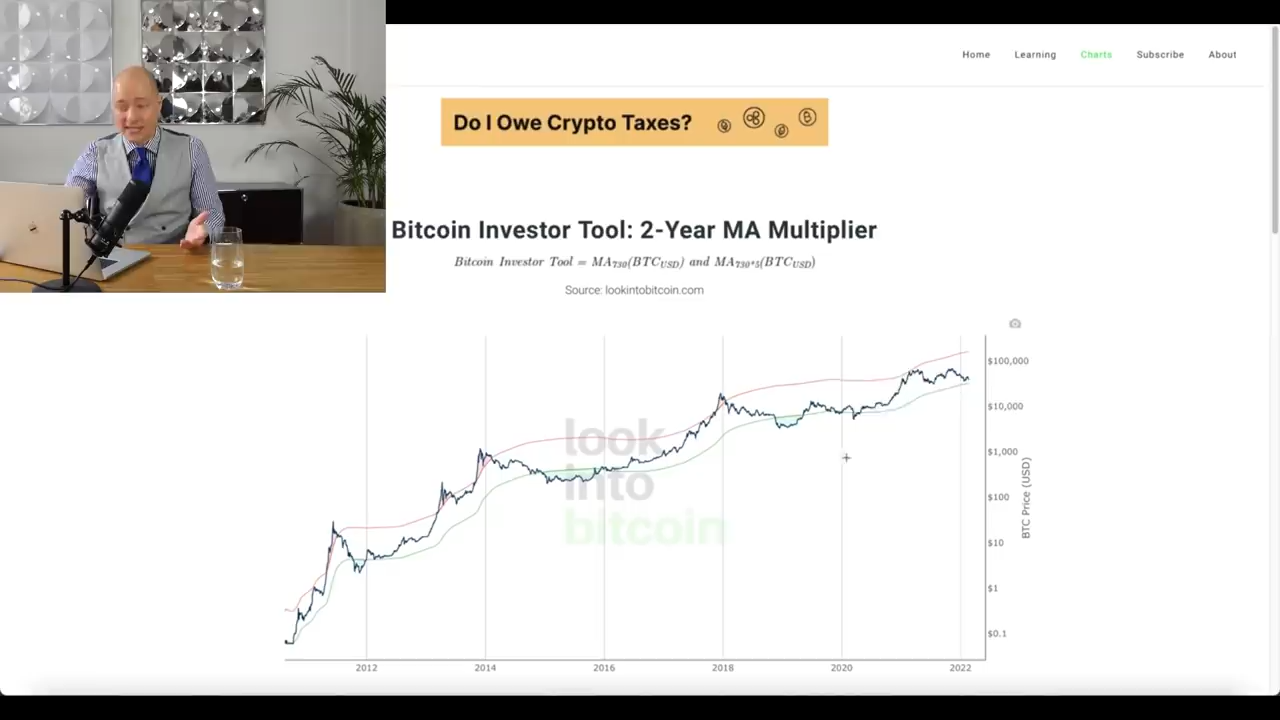 Home Learning Charts Subscribe About
Do I Owe Crypto Taxes?
Bitcoin Investor Tool: 2-Year MA Multiplier
Bitcoin Investor Tool = MA730(BTCUSD) and MA730*5(BTCUSD)
Source: lookintobitcoin.com
$100,000
$10,000
$1,000
$100
$10
$1
$0.1
BTC Price (USD)
look
into
bitcoin
2012 2014 2016 2018 2020 2022